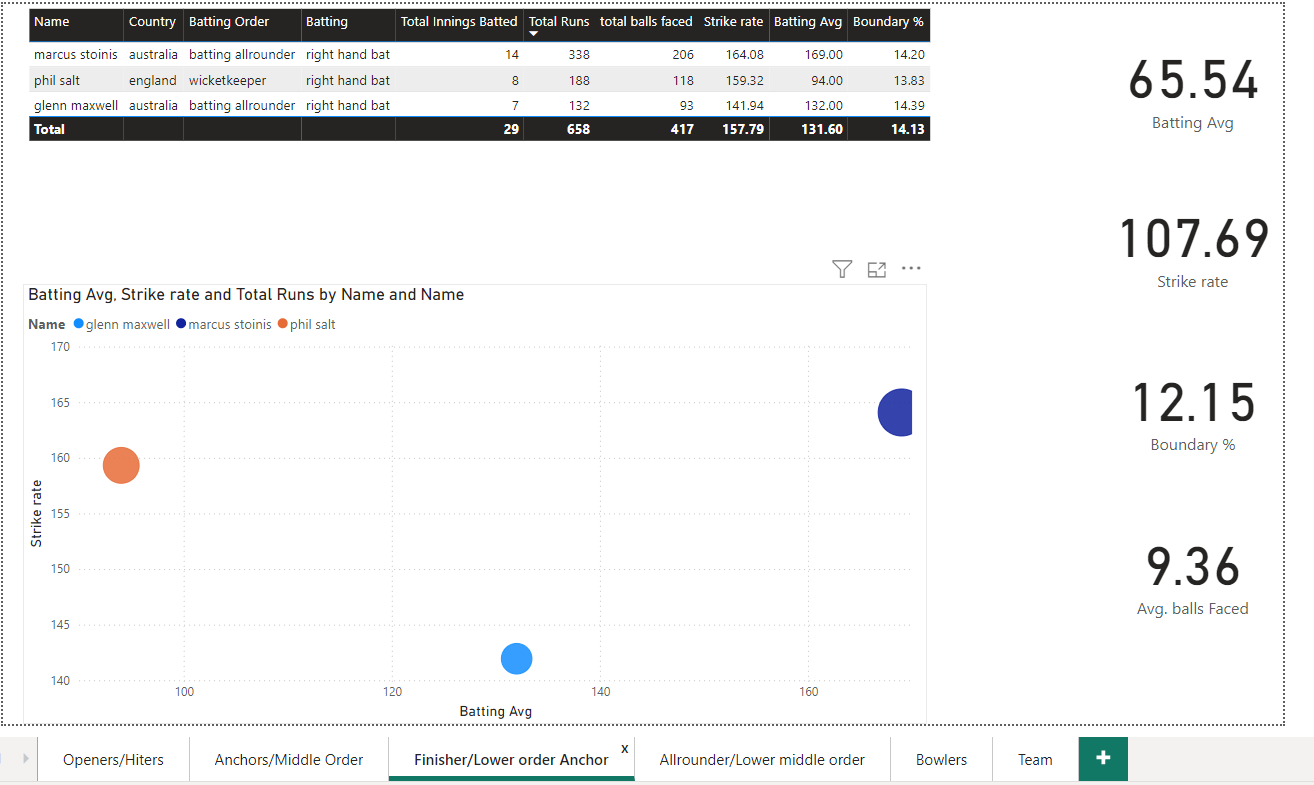 Name Country Batting Order Batting Total Innings Batted Total Runs total balls faced Strike rate Batting Avg Boundary %
marcus stoinis australia batting allrounder right hand bat 14 338 206 164.08 169.00 14.20
phil salt england wicketkeeper right hand bat 8 188 118 159.32 94.00 13.83
glenn maxwell australia batting allrounder right hand bat 7 132 93 141.94 132.00 14.39
Total 29 658 417 157.79 131.60 14.13
65.54
Batting Avg
107.69
Strike rate
12.15
Boundary %
9.36
Avg. balls Faced
Batting Avg, Strike rate and Total Runs by Name and Name
Name glenn maxwell marcus stoinis phil salt
170
165
160
155
150
145
140
Strike rate
100 120 140 160
Batting Avg
Openers/Hiters Anchors/Middle Order Finisher/Lower order Anchor x Allrounder/Lower middle order Bowlers Team +